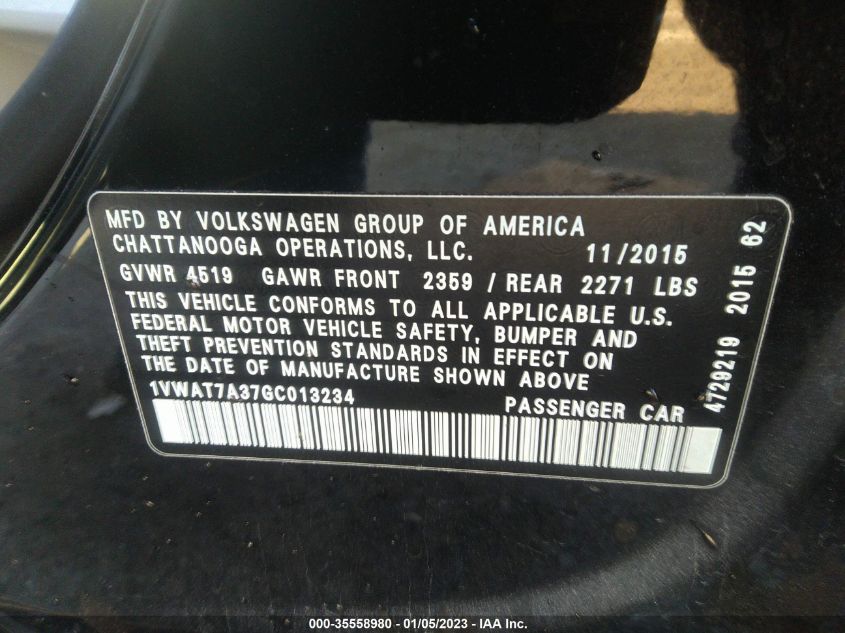 MFD BY VOLKSWAGEN GROUP OF AMERICA
CHATTANOOGA OPERATIONS, LLC. 11/2015
GVWR 4519 GAWR FRONT 2359 / REAR 2271 LBS
THIS VEHICLE CONFORMS TO ALL APPLICABLE U.S.
FEDERAL MOTOR VEHICLE SAFETY, BUMPER AND
THEFT PREVENTION STANDARDS IN EFFECT ON
THE DATE OF MANUFACTURE SHOWN ABOVE
1VWAT7A37GC013234 PASSENGER CAR
4729219 2015 62
000-35558980 - 01/05/2023 - IAA Inc.